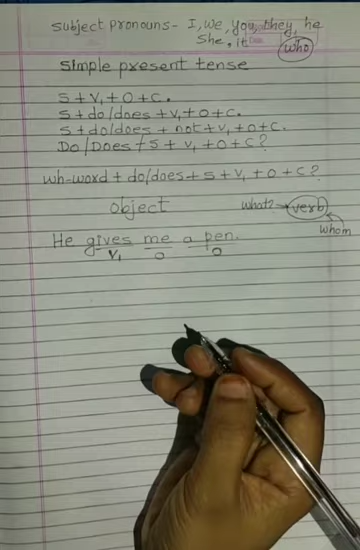 Subject pronouns - I, We, you, they, he
She, it
who
Simple present tense
S + V1 + O + C.
S + do/does + V1 + O + C.
S + do/does + not + V1 + O + C.
Do/Does + S + V1 + O + C?
wh-word + do/does + S + V1 + O + C?
Object
what? → verb
whom
He gives me a pen.
V1 O O